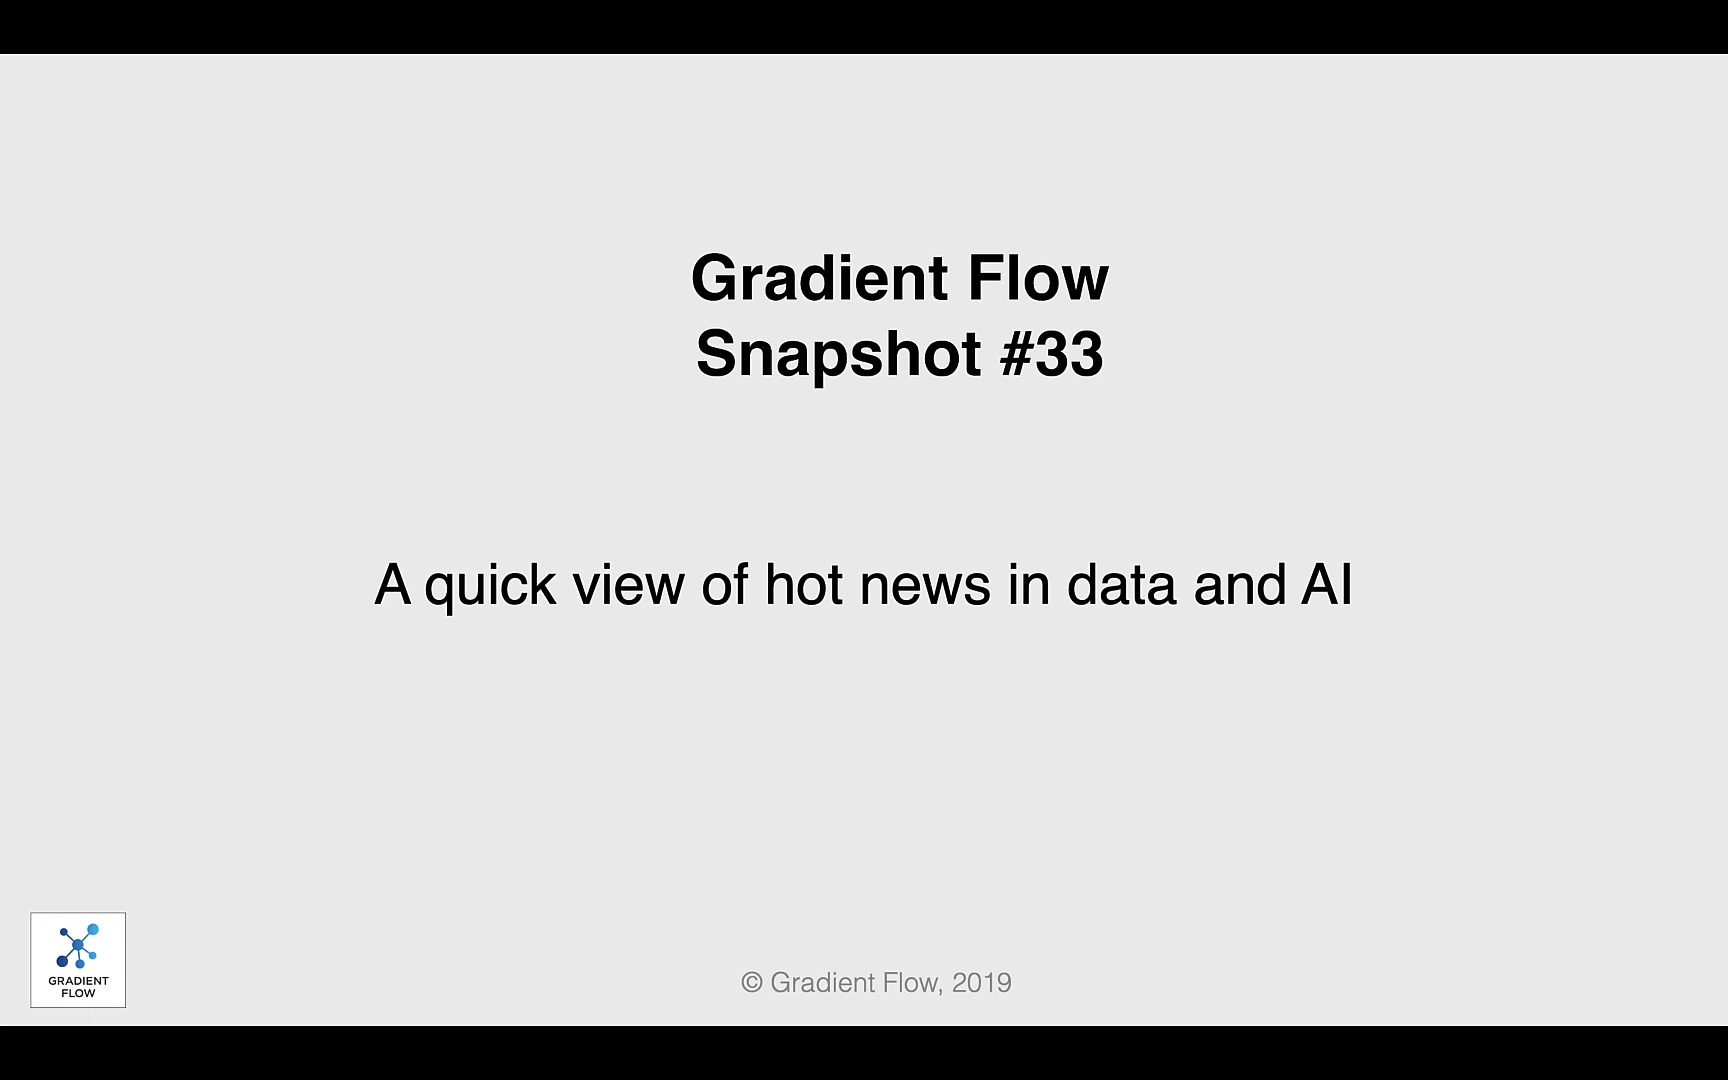 Gradient Flow
Snapshot #33
A quick view of hot news in data and AI
GRADIENT
FLOW
© Gradient Flow, 2019